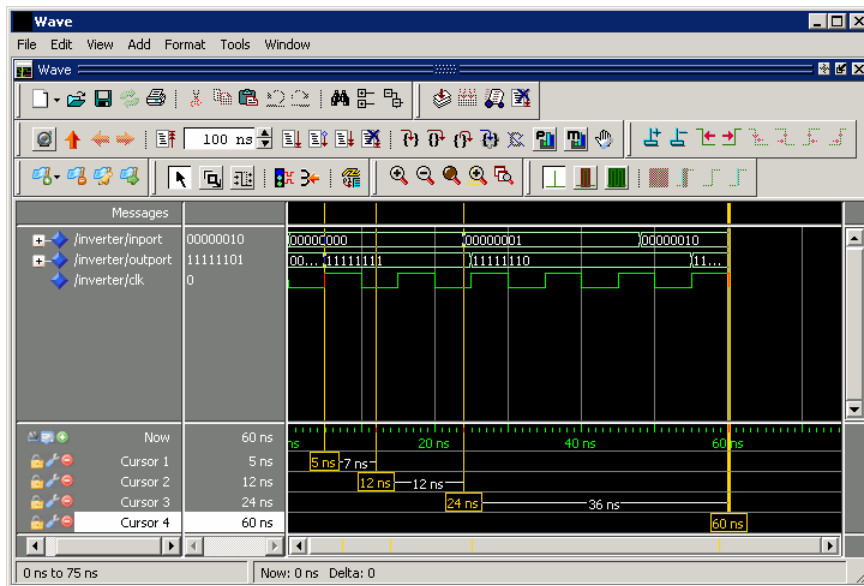 Wave
File Edit View Add Format Tools Window
Wave
100 ns
Messages
/inverter/inport 00000010 00000000 00000001 00000010
/inverter/outport 11111101 00... 11111111 11111110 11...
/inverter/clk 0
Now 60 ns ns 20 ns 40 ns 60 ns
Cursor 1 5 ns 5 ns 7 ns
Cursor 2 12 ns 12 ns 12 ns
Cursor 3 24 ns 24 ns 36 ns
Cursor 4 60 ns 60 ns
0 ns to 75 ns Now: 0 ns Delta: 0